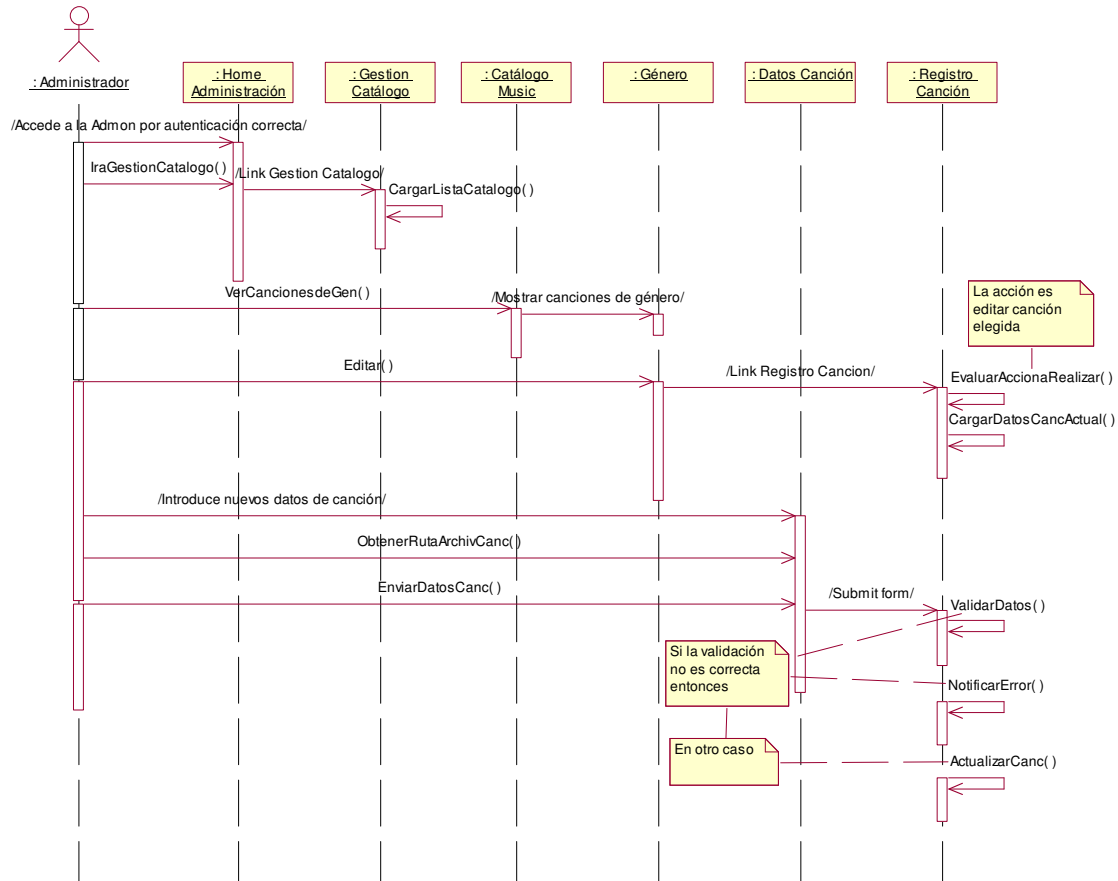 : Administrador
: Home
Administración
: Gestion
Catálogo
: Catálogo
Music
: Género
: Datos Canción
: Registro
Canción
/Accede a la Admon por autenticación correcta/
IraGestionCatalogo( )
/Link Gestion Catalogo/
CargarListaCatalogo( )
VerCancionesdeGen( )
/Mostrar canciones de género/
La acción es
editar canción
elegida
Editar( )
/Link Registro Cancion/
EvaluarAccionaRealizar( )
CargarDatosCancActual( )
/Introduce nuevos datos de canción/
ObtenerRutaArchivCanc( )
EnviarDatosCanc( )
/Submit form/
ValidarDatos( )
Si la validación
no es correcta
entonces
NotificarError( )
En otro caso
ActualizarCanc( )